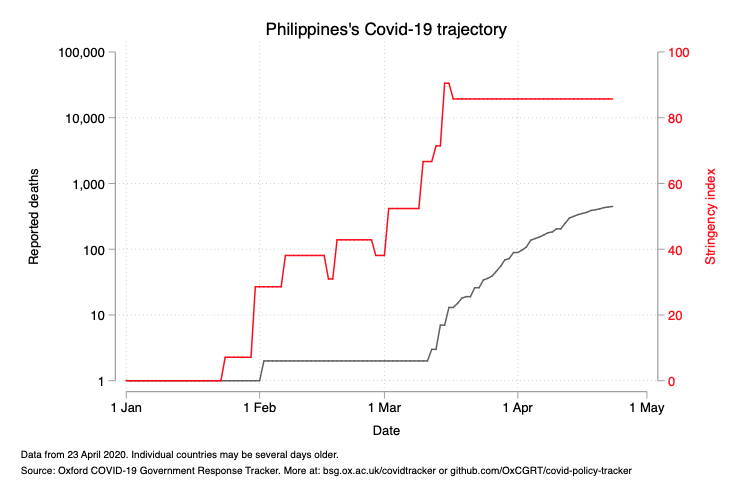 Philippines's Covid-19 trajectory
100,000
10,000
1,000
100
10
1
Reported deaths
100
80
60
40
20
0
Stringency index
1 Jan
1 Feb
1 Mar
1 Apr
1 May
Date
Data from 23 April 2020. Individual countries may be several days older.
Source: Oxford COVID-19 Government Response Tracker. More at: bsg.ox.ac.uk/covidtracker or github.com/OxCGRT/covid-policy-tracker